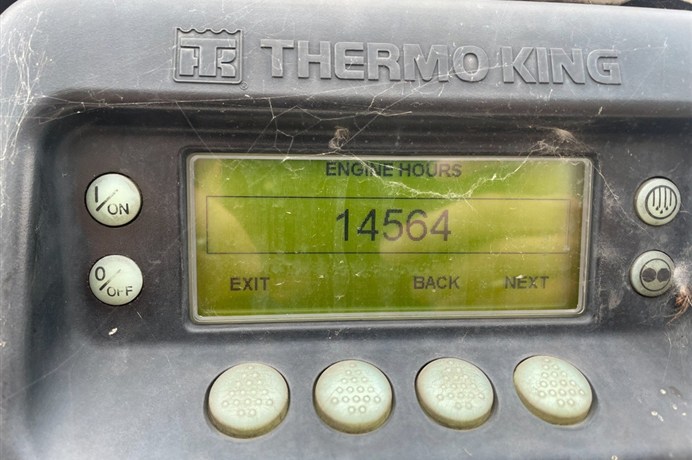 THERMO KING
ENGINE HOURS
I/ON
14564
O/OFF
EXIT BACK NEXT